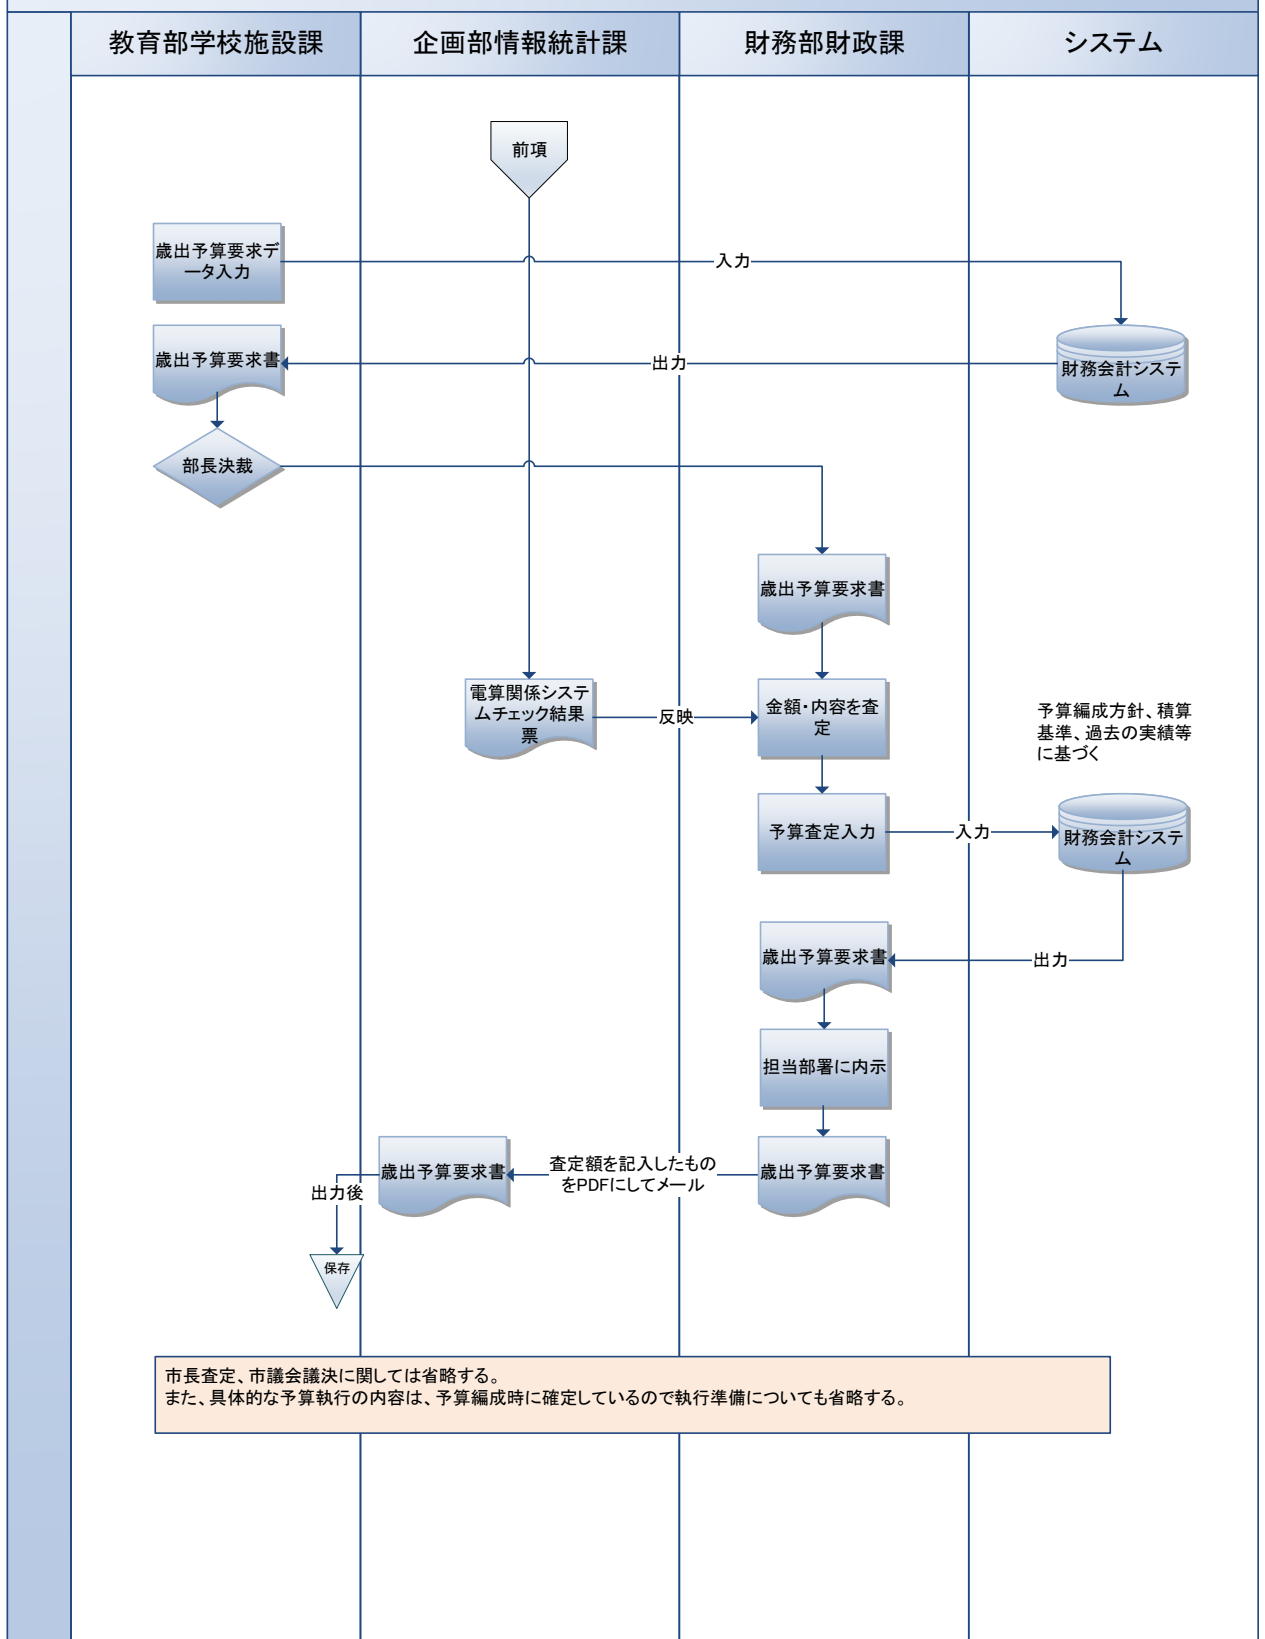 教育部学校施設課
企画部情報統計課
財務部財政課
システム
前項
歳出予算要求デ
ータ入力
入力
歳出予算要求書
出力
財務会計システ
ム
部長決裁
歳出予算要求書
電算関係システ
ムチェック結果
票
反映
金額・内容を査
定
予算編成方針、積算
基準、過去の実績等
に基づく
予算査定入力
入力
財務会計システ
ム
歳出予算要求書
出力
担当部署に内示
出力後
歳出予算要求書
査定額を記入したもの
をPDFにしてメール
歳出予算要求書
保存
市長査定、市議会議決に関しては省略する。
また、具体的な予算執行の内容は、予算編成時に確定しているので執行準備についても省略する。